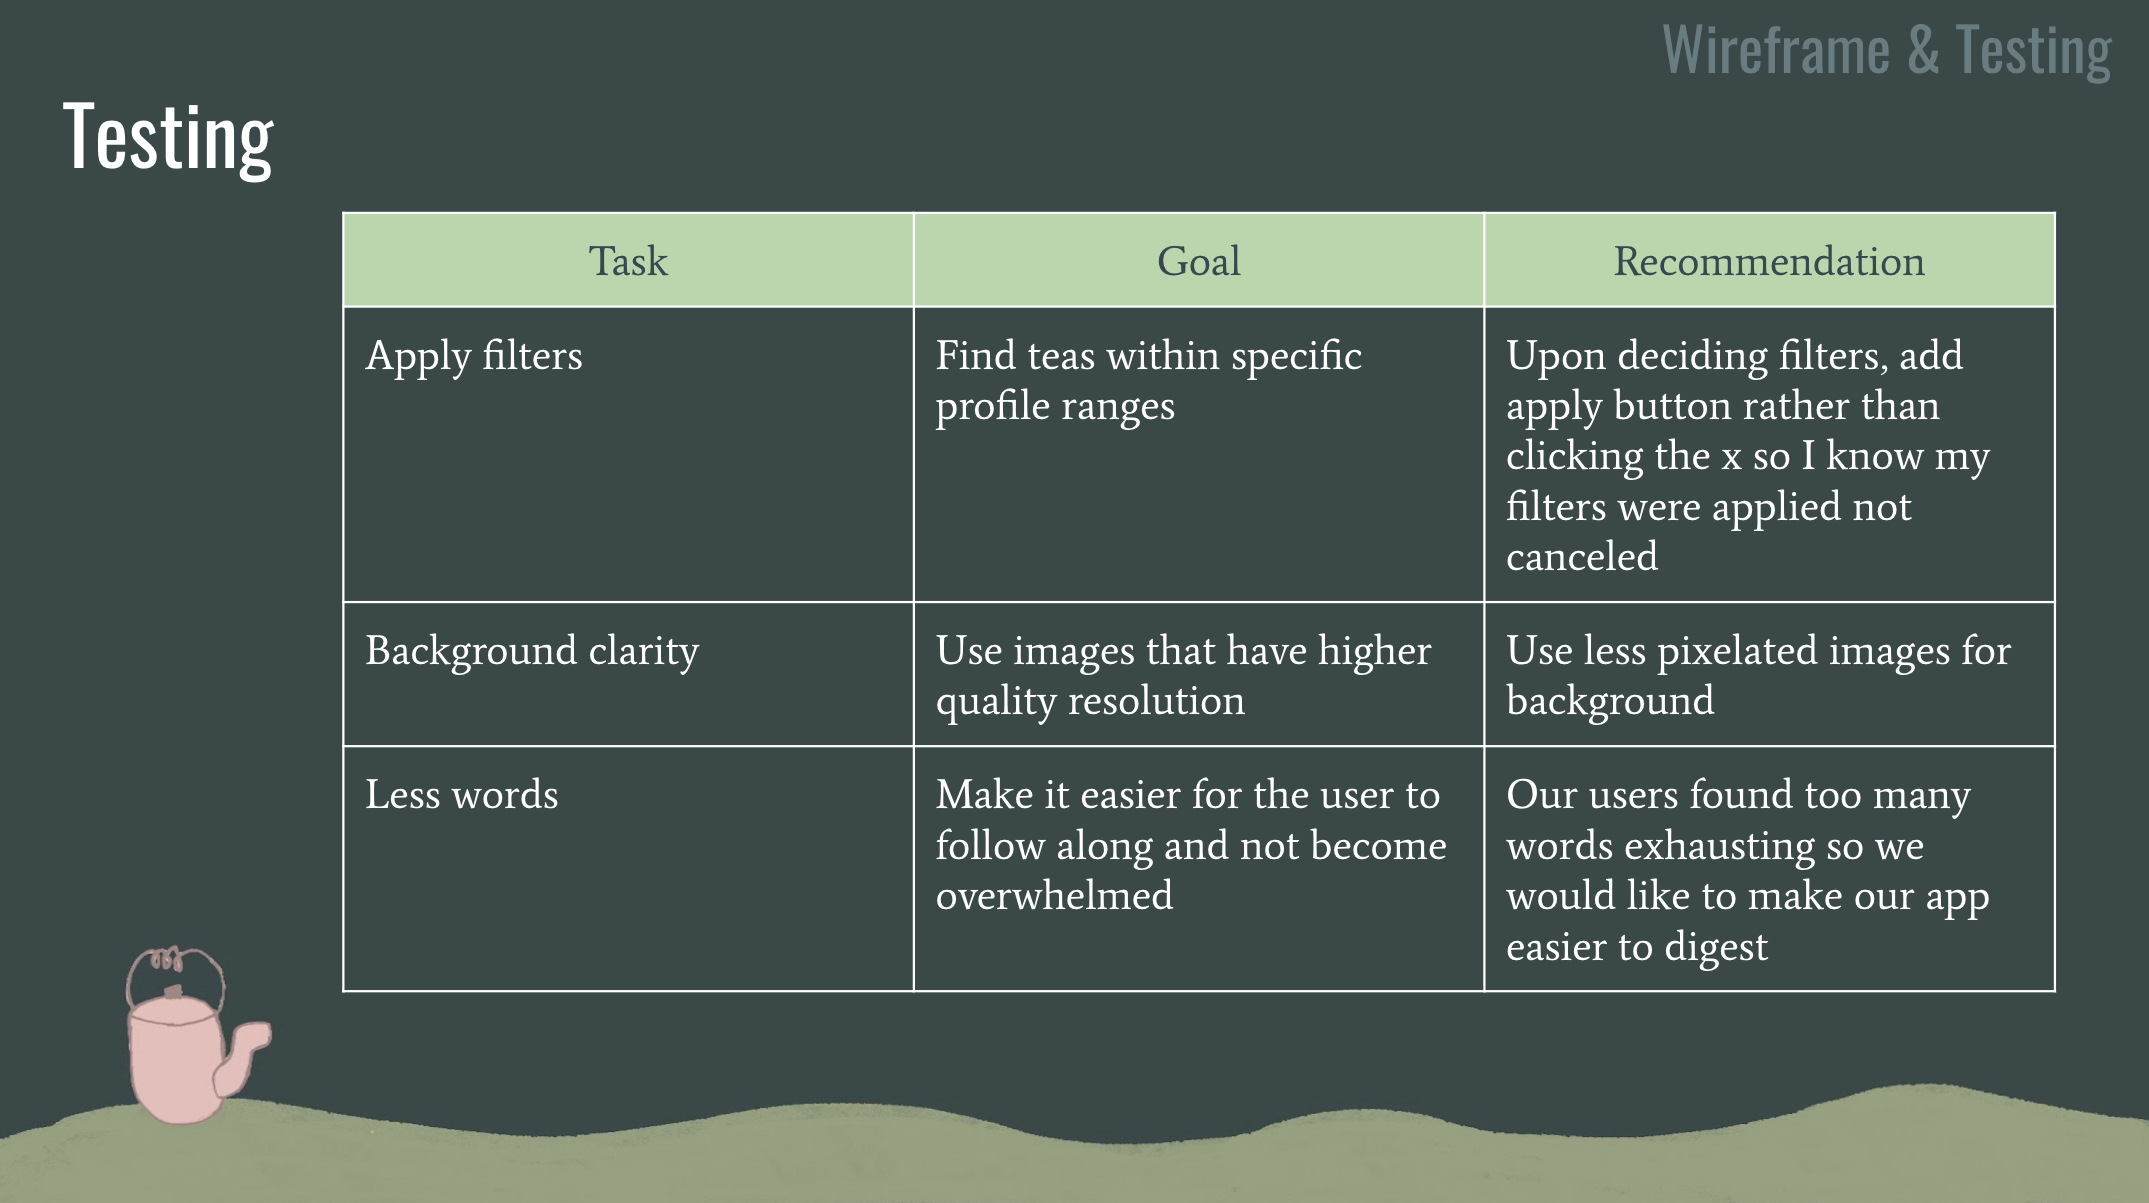 Wireframe & Testing
Testing
Task
Goal
Recommendation
Apply filters
Find teas within specific
profile ranges
Upon deciding filters, add
apply button rather than
clicking the x so I know my
filters were applied not
canceled
Background clarity
Use images that have higher
quality resolution
Use less pixelated images for
background
Less words
Make it easier for the user to
follow along and not become
overwhelmed
Our users found too many
words exhausting so we
would like to make our app
easier to digest